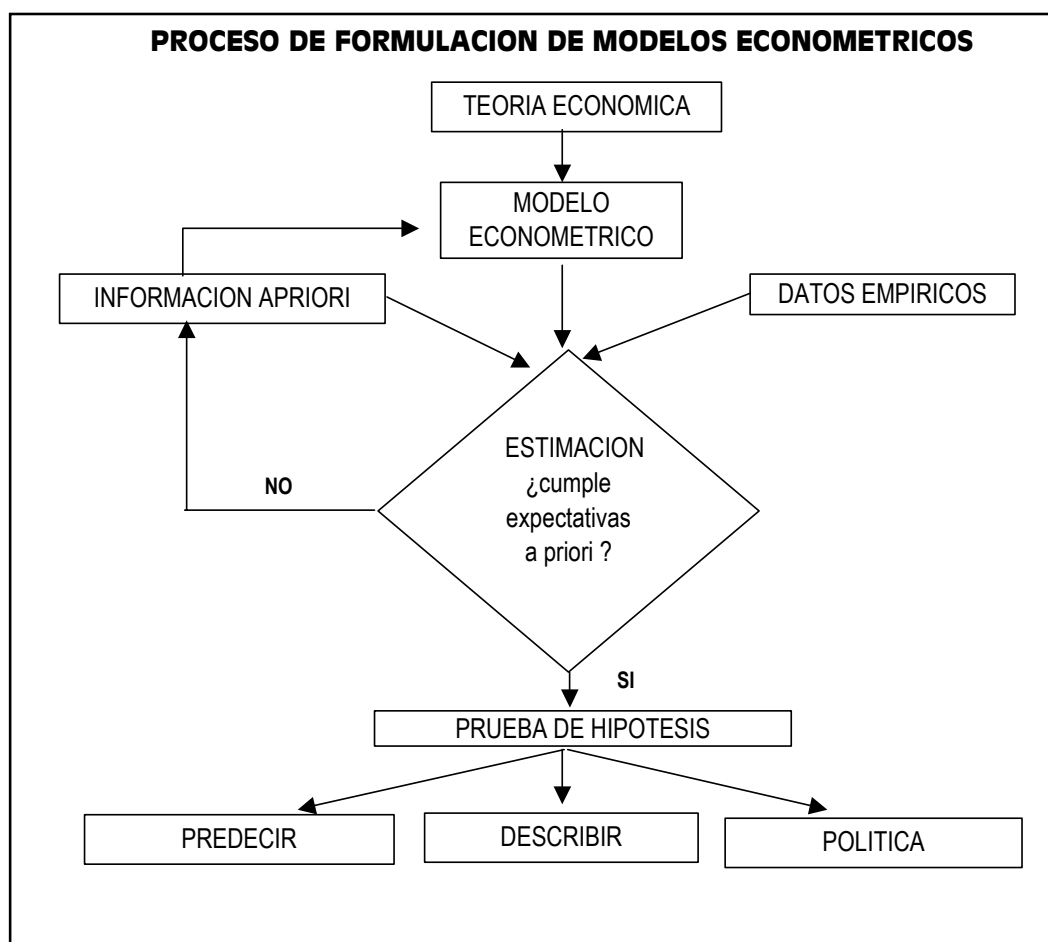 PROCESO DE FORMULACION DE MODELOS ECONOMETRICOS
TEORIA ECONOMICA
MODELO
ECONOMETRICO
INFORMACION APRIORI
DATOS EMPIRICOS
ESTIMACION
¿cumple
expectativas
a priori ?
NO
SI
PRUEBA DE HIPOTESIS
PREDECIR
DESCRIBIR
POLITICA